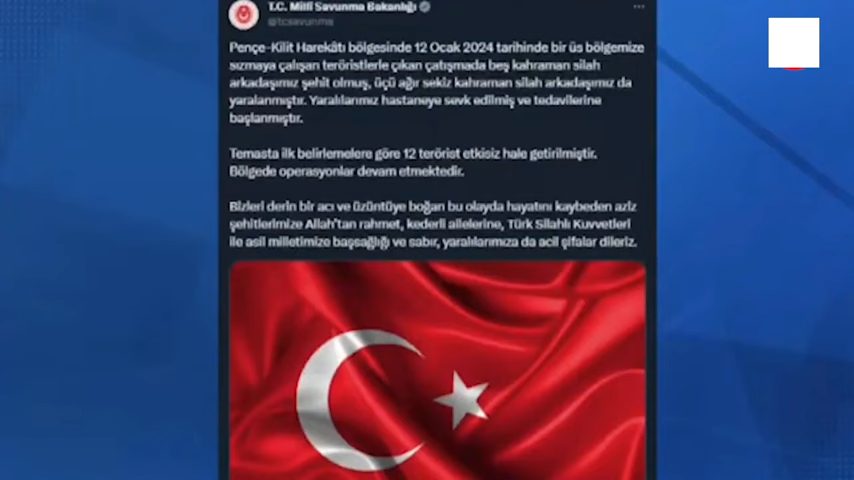 T.C. Millî Savunma Bakanlığı
@tcsavunma
Pençe-Kilit Harekâtı bölgesinde 12 Ocak 2024 tarihinde bir üs bölgemize
sızmaya çalışan teröristlerle çıkan çatışmada beş kahraman silah
arkadaşımız şehit olmuş, üçü ağır sekiz kahraman silah arkadaşımız da
yaralanmıştır. Yaralılarımız hastaneye sevk edilmiş ve tedavilerine
başlanmıştır.
Temasta ilk belirlemelere göre 12 terörist etkisiz hale getirilmiştir.
Bölgede operasyonlar devam etmektedir.
Bizleri derin bir acı ve üzüntüye boğan bu olayda hayatını kaybeden aziz
şehitlerimize Allah'tan rahmet, kederli ailelerine, Türk Silahlı Kuvvetleri
ile asil milletimize başsağlığı ve sabır, yaralılarımıza da acil şifalar dileriz.